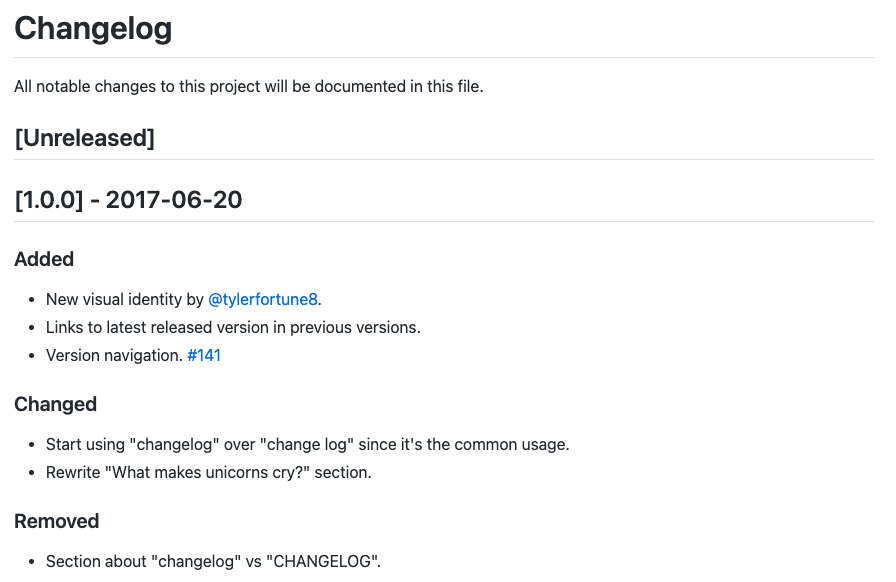 Changelog
All notable changes to this project will be documented in this file.
[Unreleased]
[1.0.0] - 2017-06-20
Added
• New visual identity by @tylerfortune8.
• Links to latest released version in previous versions.
• Version navigation. #141
Changed
• Start using "changelog" over "change log" since it's the common usage.
• Rewrite "What makes unicorns cry?" section.
Removed
• Section about "changelog" vs "CHANGELOG".